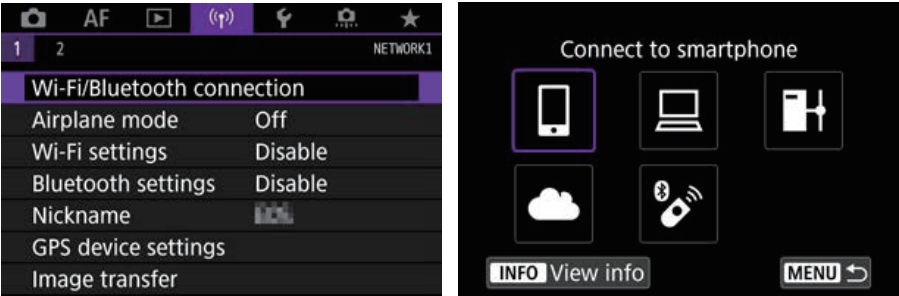 AF
1 2 NETWORK1
Wi-Fi/Bluetooth connection
Airplane mode Off
Wi-Fi settings Disable
Bluetooth settings Disable
Nickname
GPS device settings
Image transfer
Connect to smartphone
INFO View info
MENU